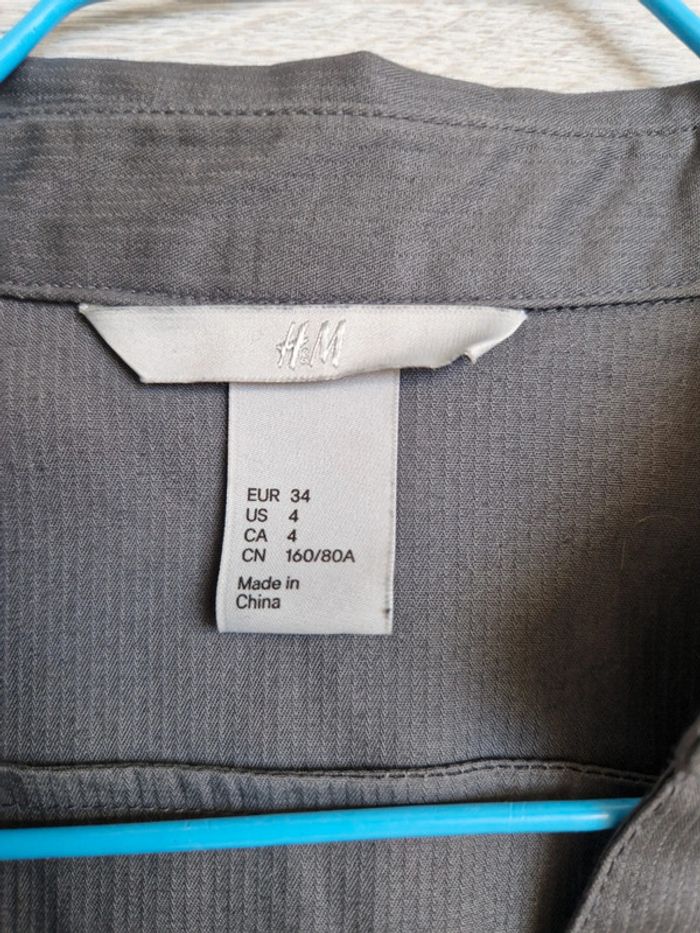 H&M
EUR 34
US 4
CA 4
CN 160/80A
Made in
China